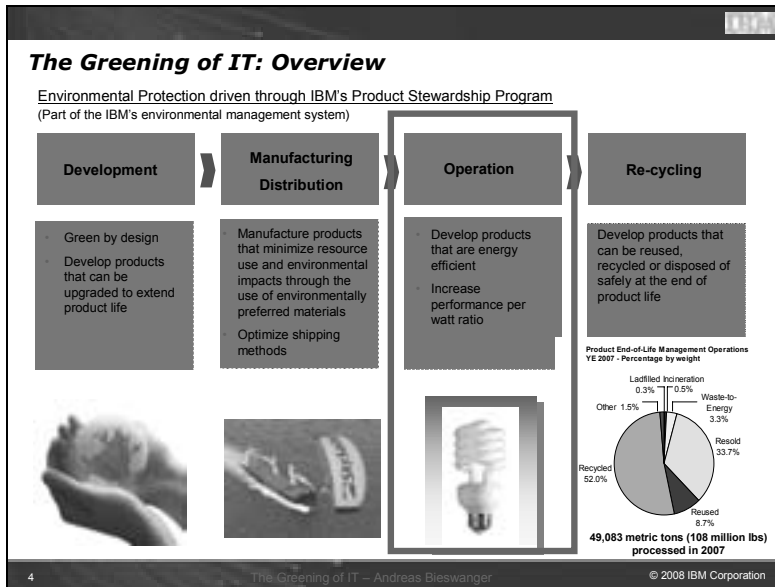 IBM
The Greening of IT: Overview
Environmental Protection driven through IBM's Product Stewardship Program
(Part of the IBM's environmental management system)
Development
Manufacturing
Distribution
Operation
Re-cycling
Green by design
Develop products
that can be
upgraded to extend
product life
Manufacture products
that minimize resource
use and environmental
impacts through the
use of environmentally
preferred materials
Optimize shipping
methods
Develop products
that are energy
efficient
Increase
performance per
watt ratio
Develop products that
can be reused,
recycled or disposed of
safely at the end of
product life
Product End-of-Life Management Operations
YE 2007 - Percentage by weight
Ladfilled Incineration
0.3% 0.5%
Waste-to-
Energy
3.3%
Other 1.5%
Resold
33.7%
Recycled
52.0%
Reused
8.7%
49,083 metric tons (108 million lbs)
processed in 2007
4 The Greening of IT – Andreas Bieswanger © 2008 IBM Corporation